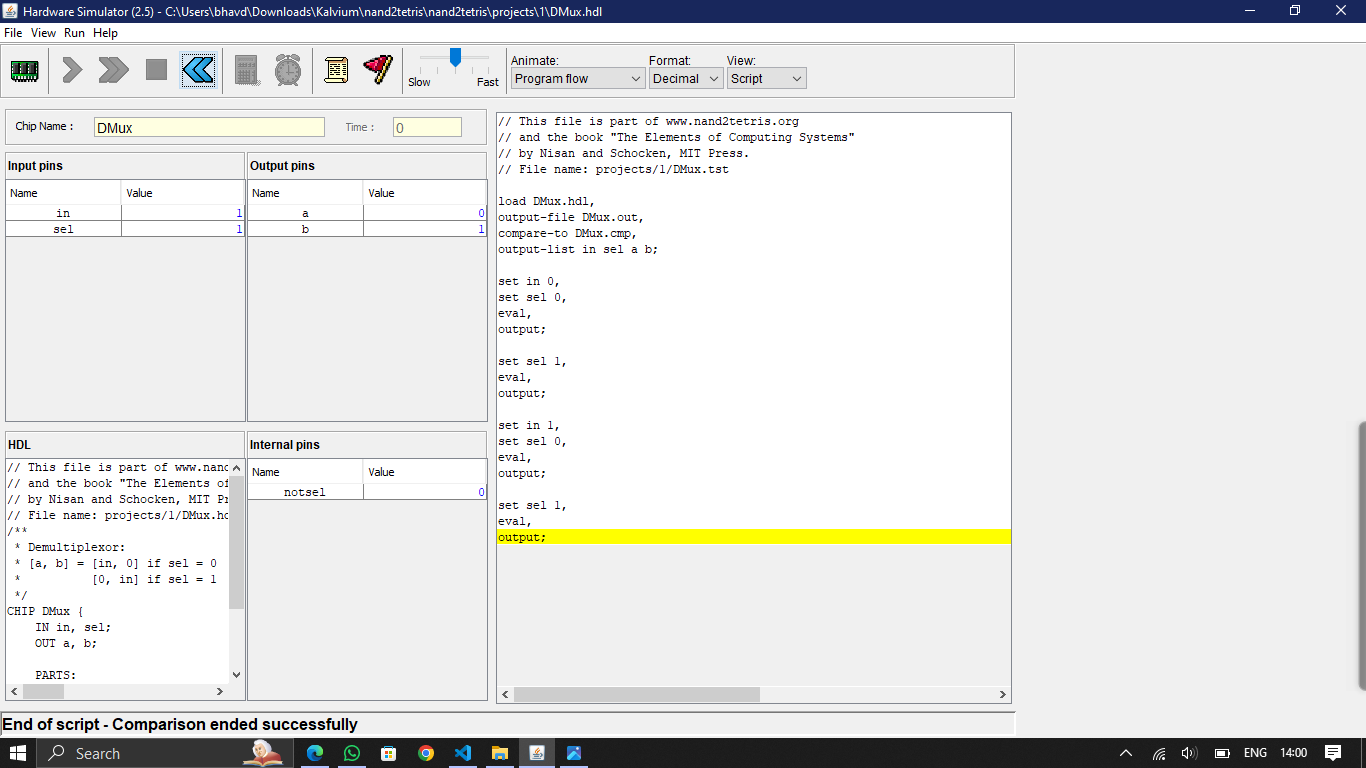 Hardware Simulator (2.5) - C:\Users\bhavd\Downloads\Kalvium\nand2tetris\nand2tetris\projects\1\DMux.hdl
File View Run Help
Slow Fast
Animate: Format: View:
Program flow Decimal Script
Chip Name : DMux Time : 0
Input pins
Name Value
in 1
sel 1
Output pins
Name Value
a 0
b 1
HDL
// This file is part of www.nand
// and the book "The Elements of
// by Nisan and Schocken, MIT Pr
// File name: projects/1/DMux.hd
/**
* Demultiplexor:
* [a, b] = [in, 0] if sel = 0
* [0, in] if sel = 1
*/
CHIP DMux {
IN in, sel;
OUT a, b;
PARTS:
Internal pins
Name Value
notsel 0
// This file is part of www.nand2tetris.org
// and the book "The Elements of Computing Systems"
// by Nisan and Schocken, MIT Press.
// File name: projects/1/DMux.tst
load DMux.hdl,
output-file DMux.out,
compare-to DMux.cmp,
output-list in sel a b;
set in 0,
set sel 0,
eval,
output;
set sel 1,
eval,
output;
set in 1,
set sel 0,
eval,
output;
set sel 1,
eval,
output;
End of script - Comparison ended successfully
Search
ENG 14:00